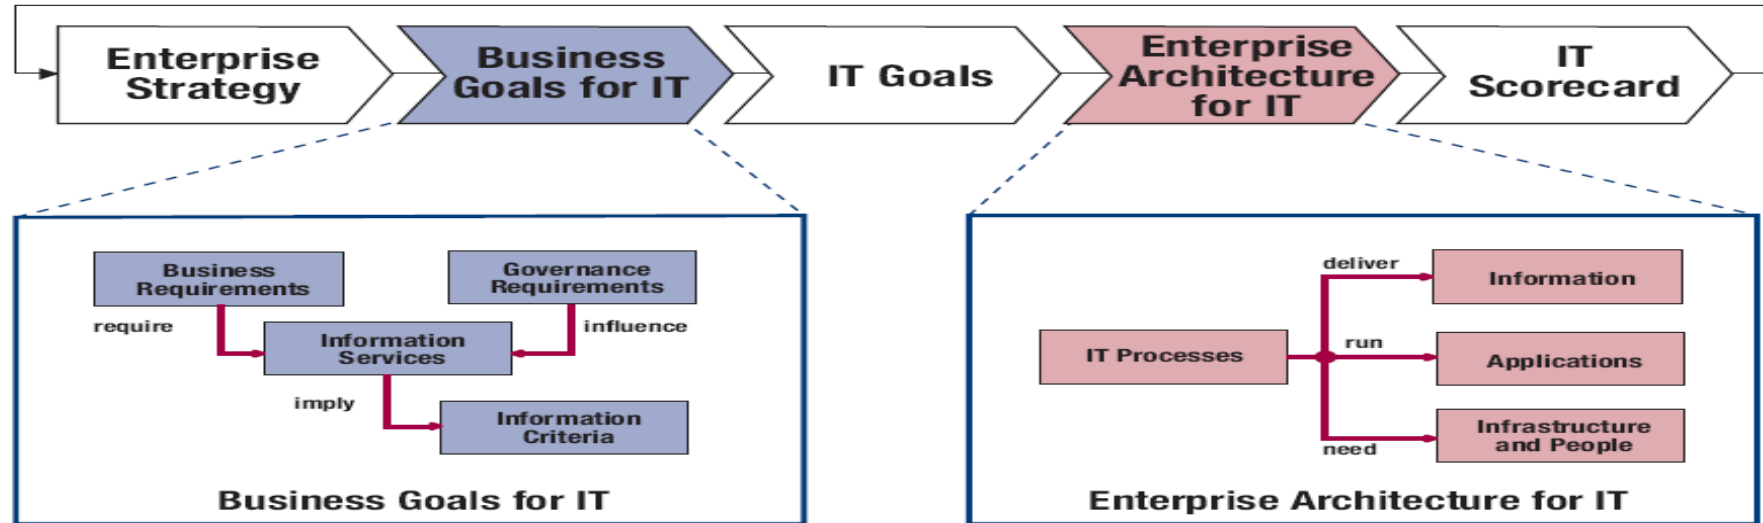 Enterprise
Strategy
Business
Goals for IT
IT Goals
Enterprise
Architecture
for IT
IT
Scorecard
Business
Requirements
Governance
Requirements
require
influence
Information
Services
imply
Information
Criteria
Business Goals for IT
deliver
Information
IT Processes
run
Applications
need
Infrastructure
and People
Enterprise Architecture for IT